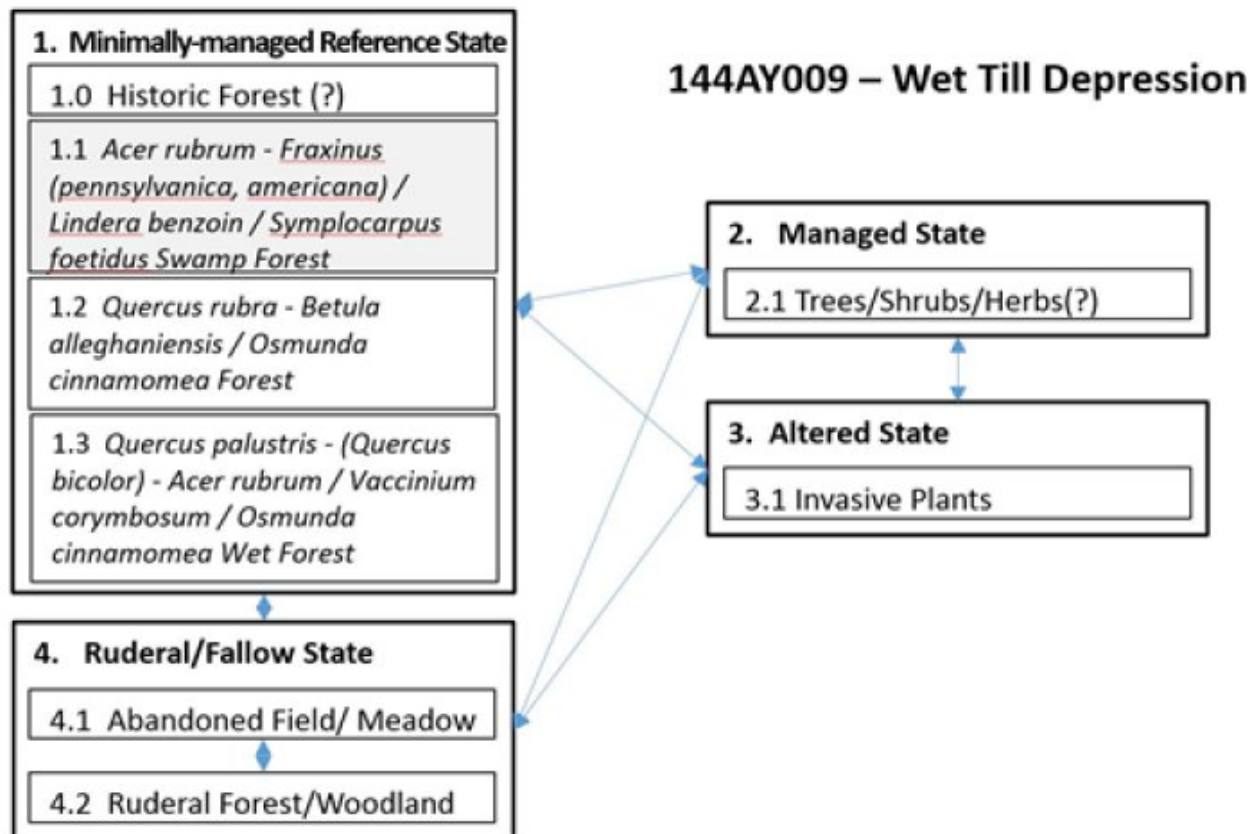 1. Minimally-managed Reference State
1.0 Historic Forest (?)
1.1 Acer rubrum - Fraxinus
(pennsylvanica, americana) /
Lindera benzoin / Symplocarpus
foetidus Swamp Forest
1.2 Quercus rubra - Betula
alleghaniensis / Osmunda
cinnamomea Forest
1.3 Quercus palustris - (Quercus
bicolor) - Acer rubrum / Vaccinium
corymbosum / Osmunda
cinnamomea Wet Forest
4. Ruderal/Fallow State
4.1 Abandoned Field/ Meadow
4.2 Ruderal Forest/Woodland
144AY009 – Wet Till Depression
2. Managed State
2.1 Trees/Shrubs/Herbs(?)
3. Altered State
3.1 Invasive Plants